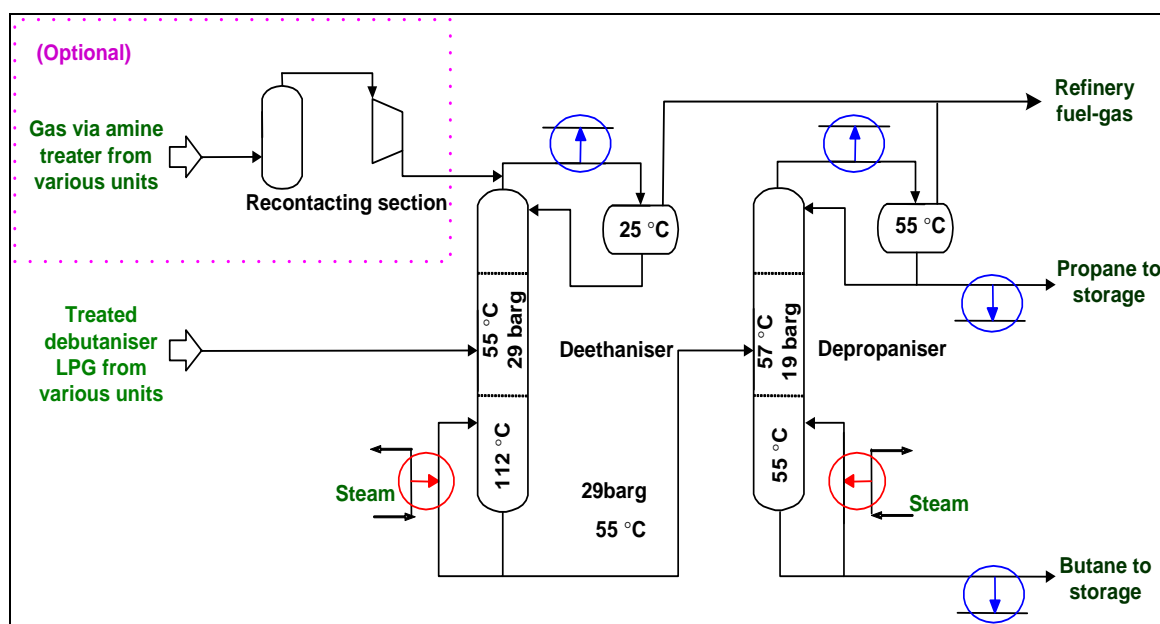 (Optional)
Gas via amine
treater from
various units
Recontacting section
25 °C
55 °C
Refinery
fuel-gas
Propane to
storage
Treated
debutaniser
LPG from
various units
55 °C
29 barg
Deethaniser
57 °C
19 barg
Depropaniser
112 °C
55 °C
Steam
29barg
55 °C
Steam
Butane to
storage